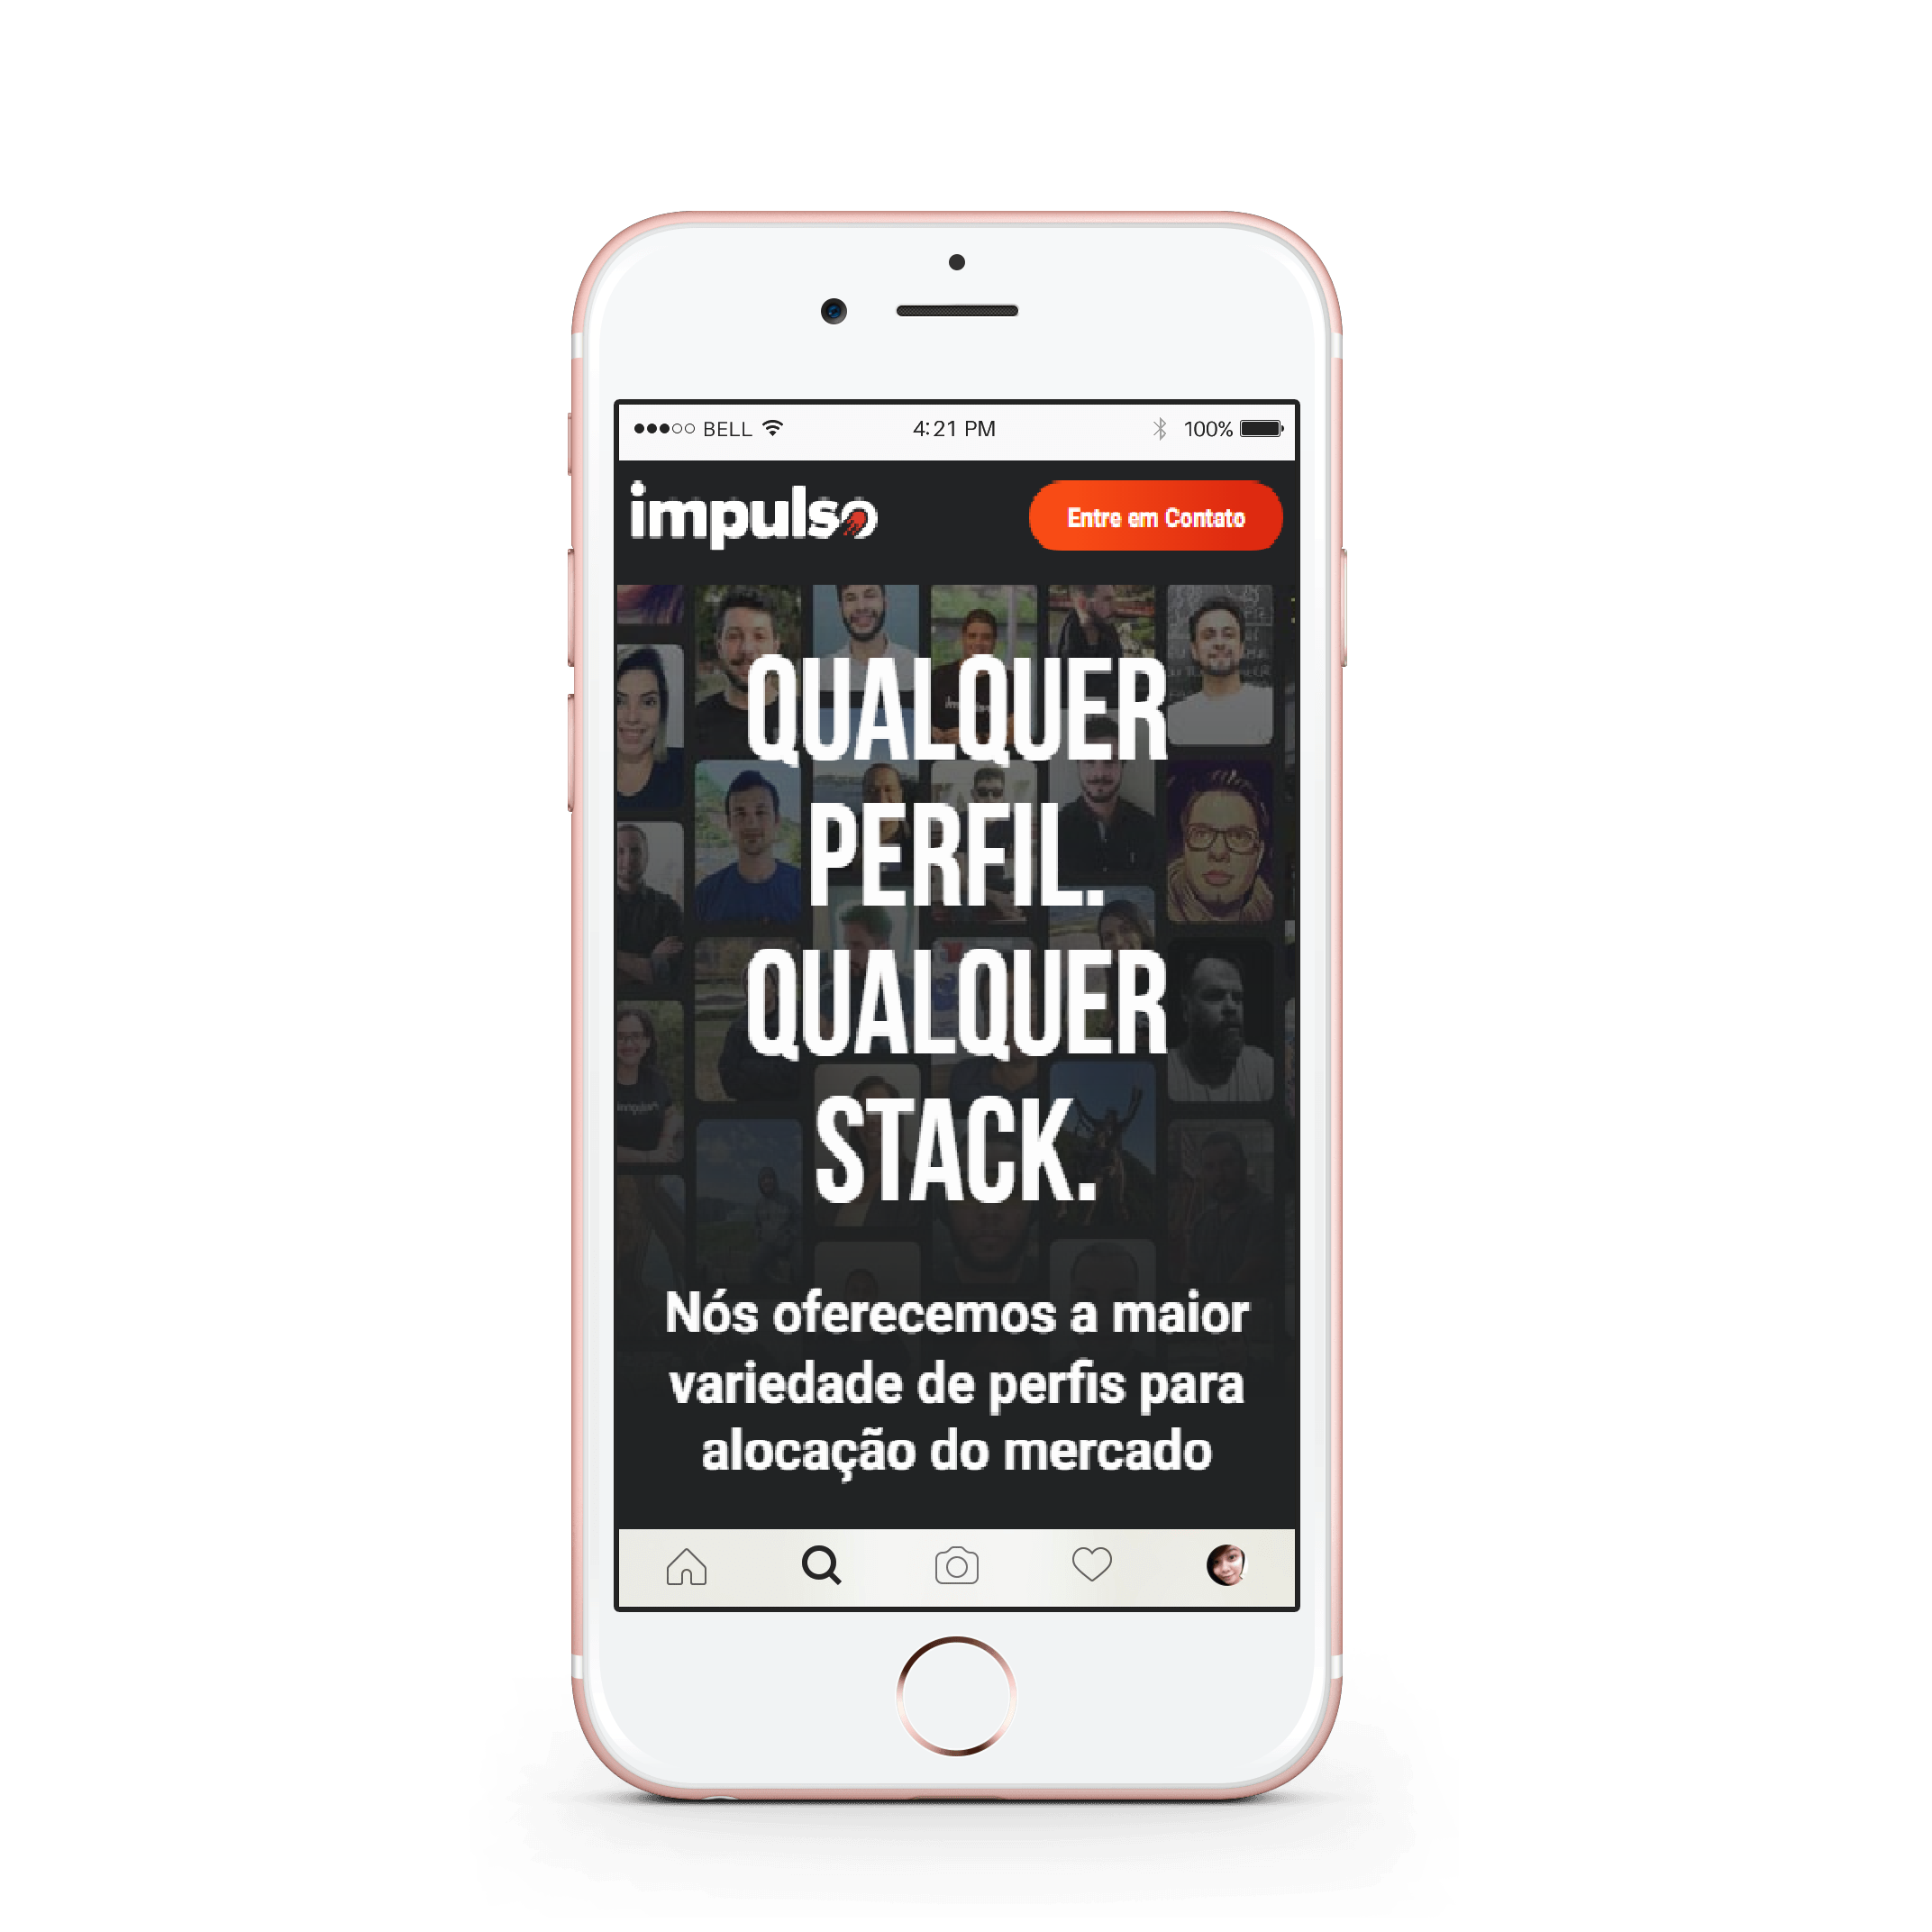 BELL 4:21 PM 100%
impulso Entre em Contato
QUALQUER
PERFIL.
QUALQUER
STACK.
Nós oferecemos a maior
variedade de perfis para
alocação do mercado